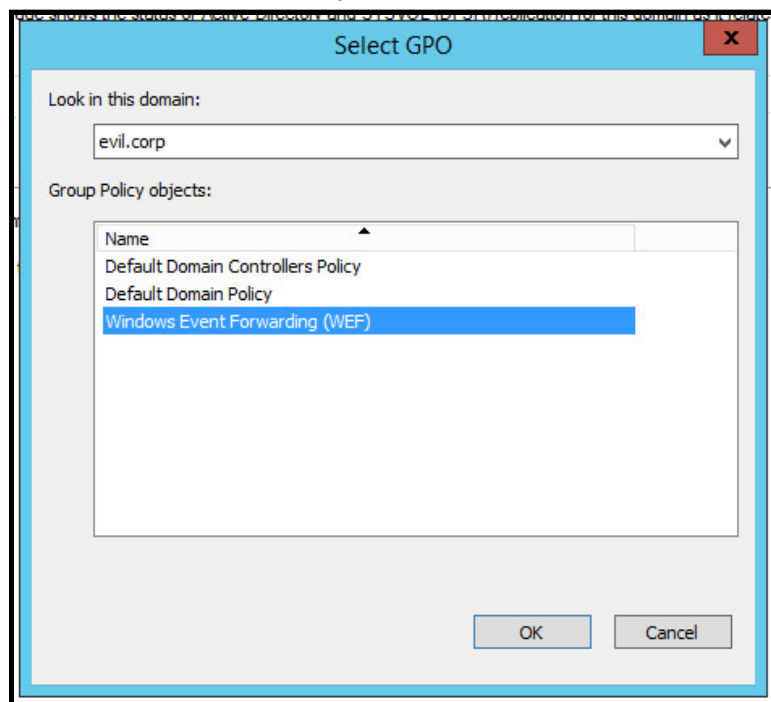 Select GPO
x
Look in this domain:
evil.corp
Group Policy objects:
Name
Default Domain Controllers Policy
Default Domain Policy
Windows Event Forwarding (WEF)
OK Cancel